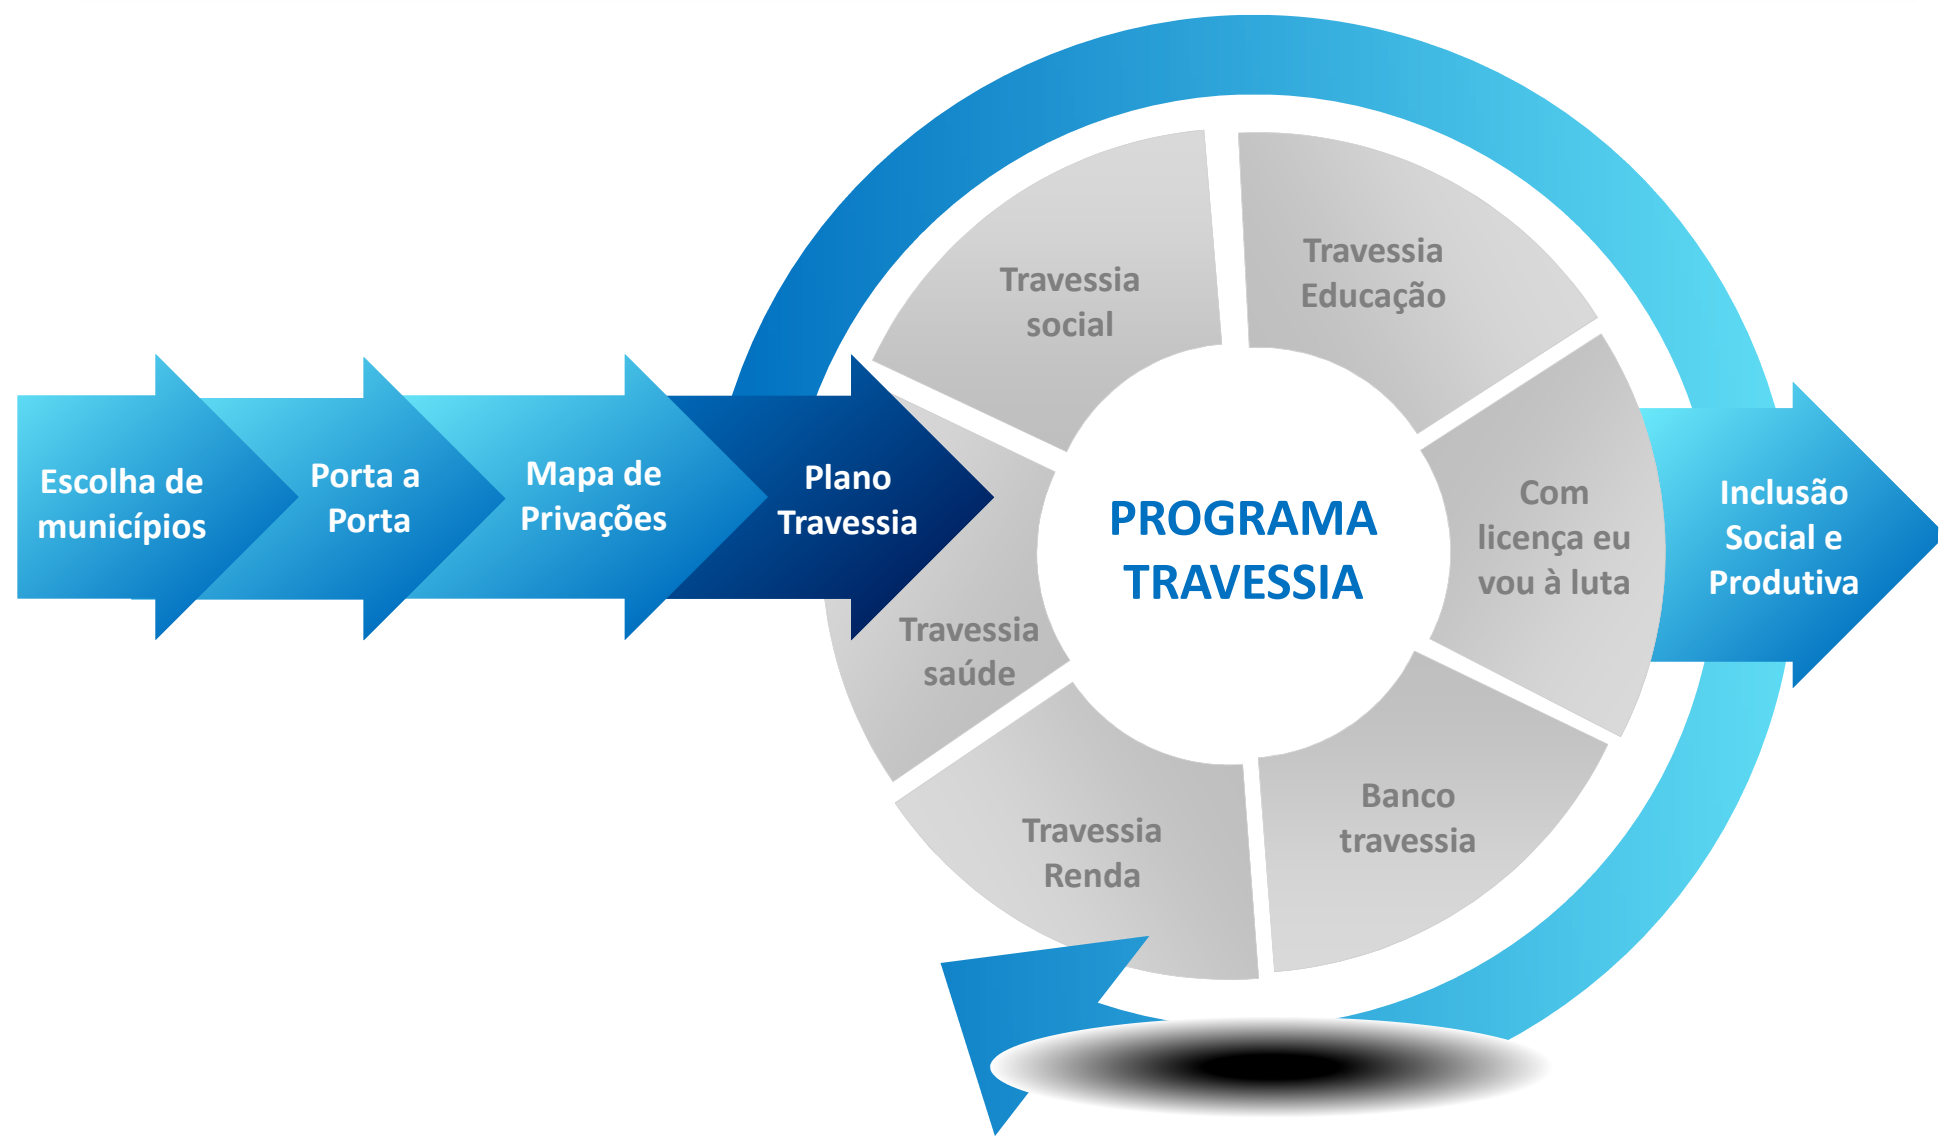 Escolha de
municípios
Porta a
Porta
Mapa de
Privações
Plano
Travessia
Travessia
social
Travessia
Educação
Com
licença eu
vou à luta
Banco
travessia
Travessia
Renda
Travessia
saúde
PROGRAMA
TRAVESSIA
Inclusão
Social e
Produtiva